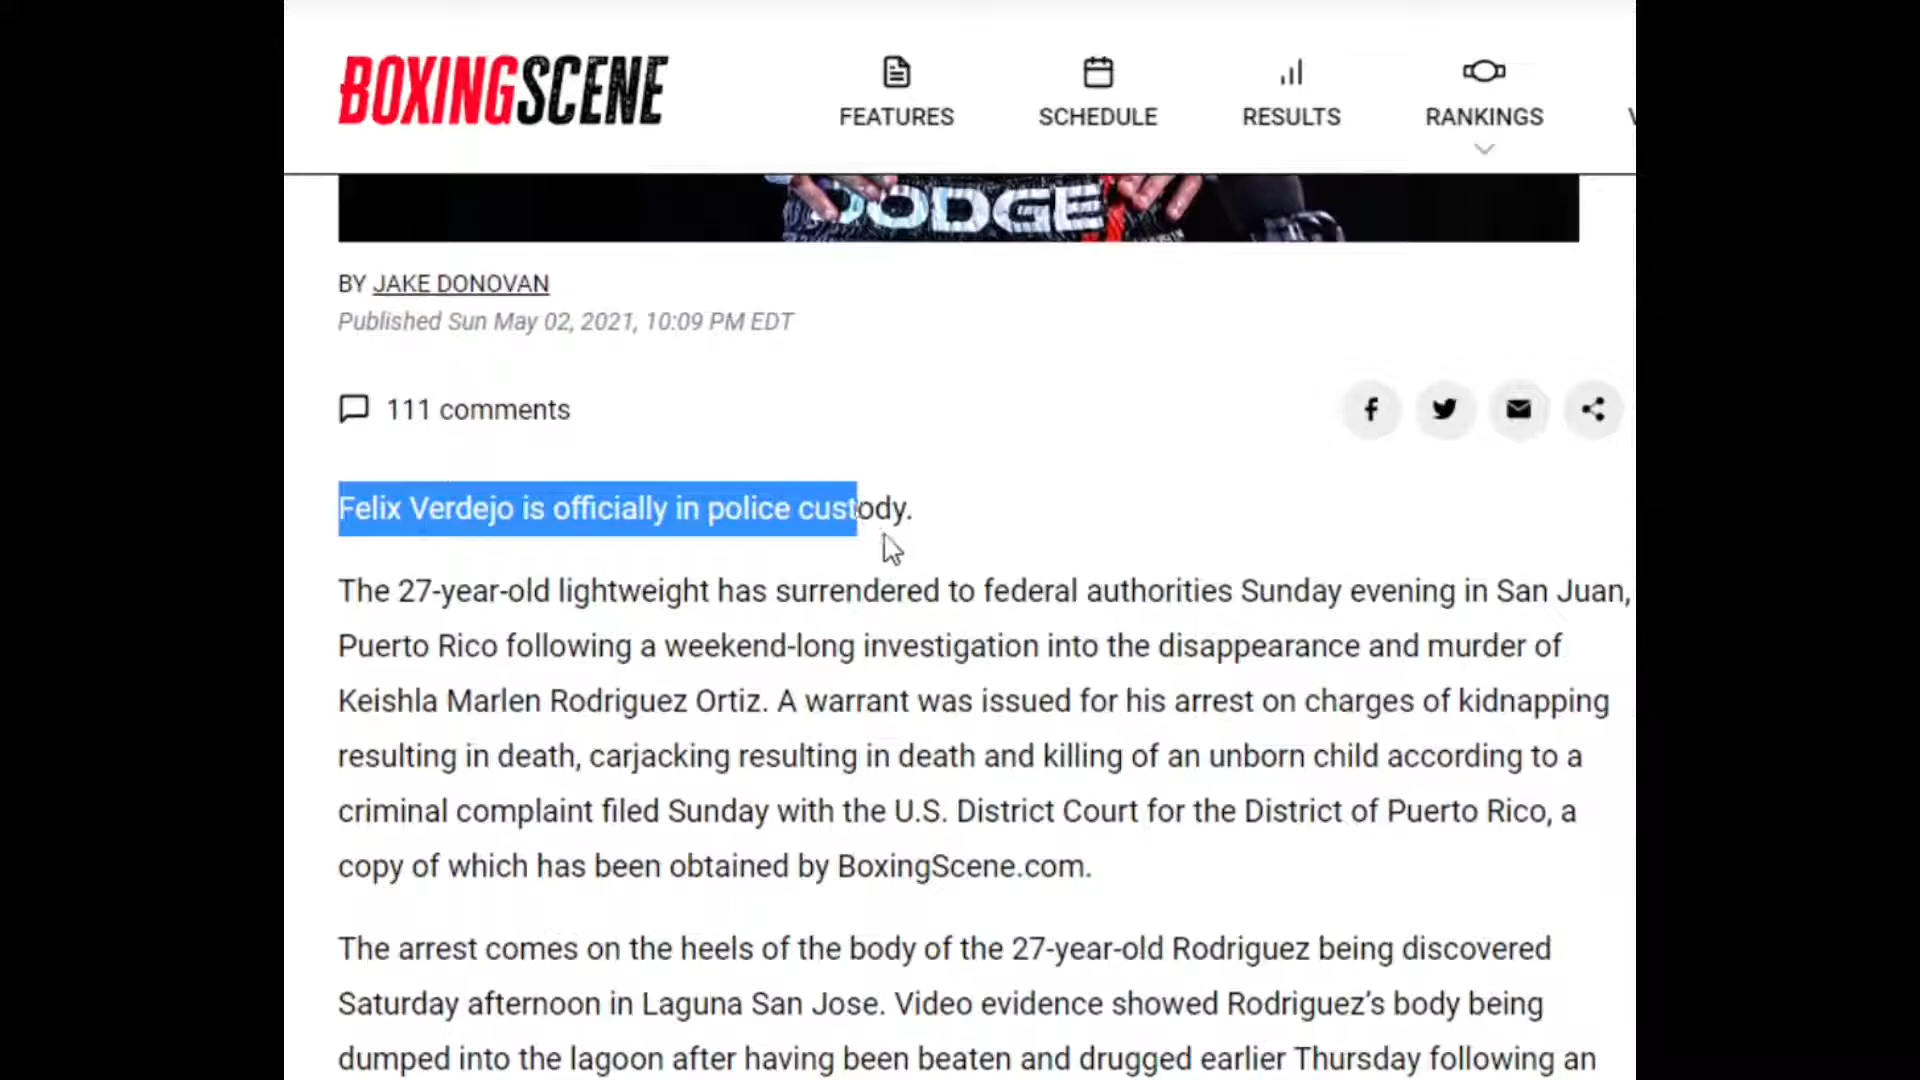 BOXINGSCENE
FEATURES
SCHEDULE
RESULTS
RANKINGS
DODGE
BY JAKE DONOVAN
Published Sun May 02, 2021, 10:09 PM EDT
111 comments
Felix Verdejo is officially in police custody.
The 27-year-old lightweight has surrendered to federal authorities Sunday evening in San Juan,
Puerto Rico following a weekend-long investigation into the disappearance and murder of
Keishla Marlen Rodriguez Ortiz. A warrant was issued for his arrest on charges of kidnapping
resulting in death, carjacking resulting in death and killing of an unborn child according to a
criminal complaint filed Sunday with the U.S. District Court for the District of Puerto Rico, a
copy of which has been obtained by BoxingScene.com.
The arrest comes on the heels of the body of the 27-year-old Rodriguez being discovered
Saturday afternoon in Laguna San Jose. Video evidence showed Rodriguez’s body being
dumped into the lagoon after having been beaten and drugged earlier Thursday following an